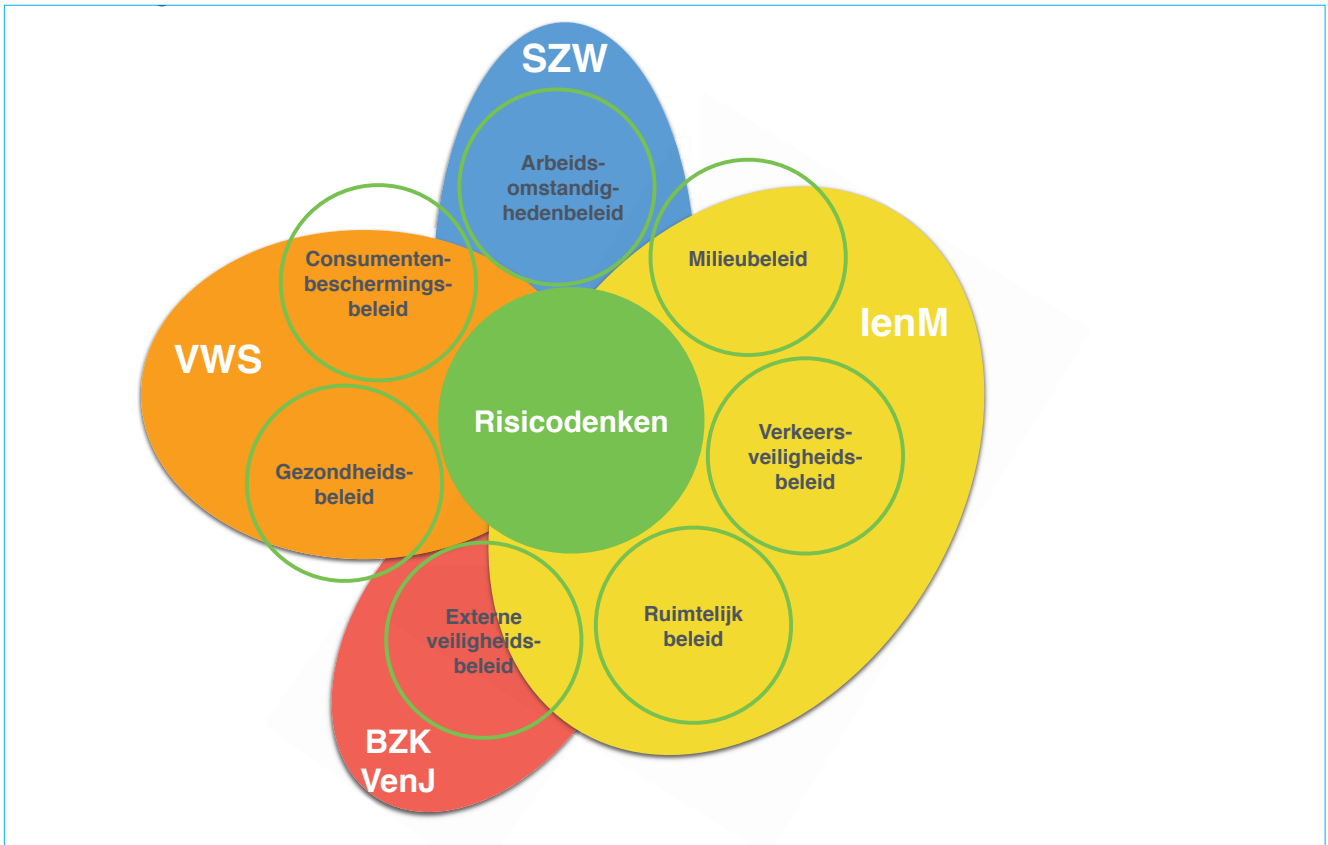 SZW
Arbeids-
omstandig-
hedenbeleid
Consumenten-
beschermings-
beleid
Milieubeleid
IenM
VWS
Risicodenken
Verkeers-
veiligheids-
beleid
Gezondheids-
beleid
Externe
veiligheids-
beleid
Ruimtelijk
beleid
BZK
VenJ